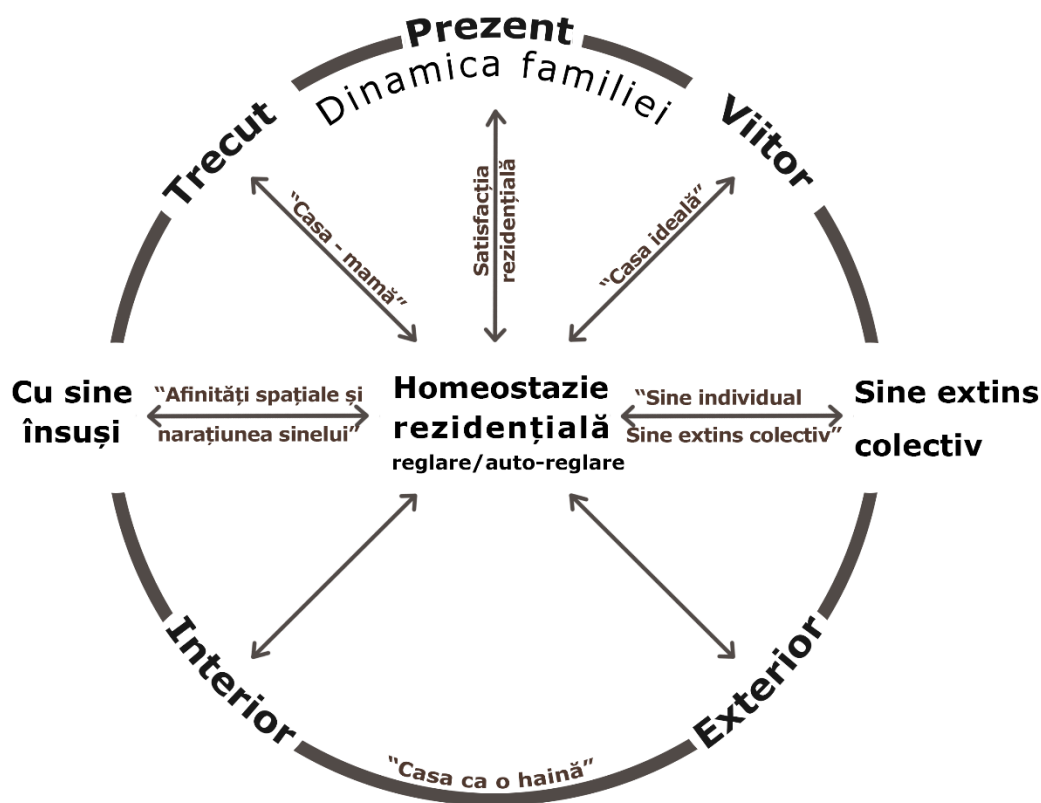 Prezent
Dinamica familiei
Trecut
Viitor
“Casa - mamă”
Satisfacția
rezidențială
“Casa ideală”
Cu sine
însuși
“Afinități spațiale și
narațiunea sinelui”
Homeostazie
rezidențială
reglare/auto-reglare
“Sine individual
Sine extins colectiv”
Sine extins
colectiv
Interior
Exterior
“Casa ca o haină”